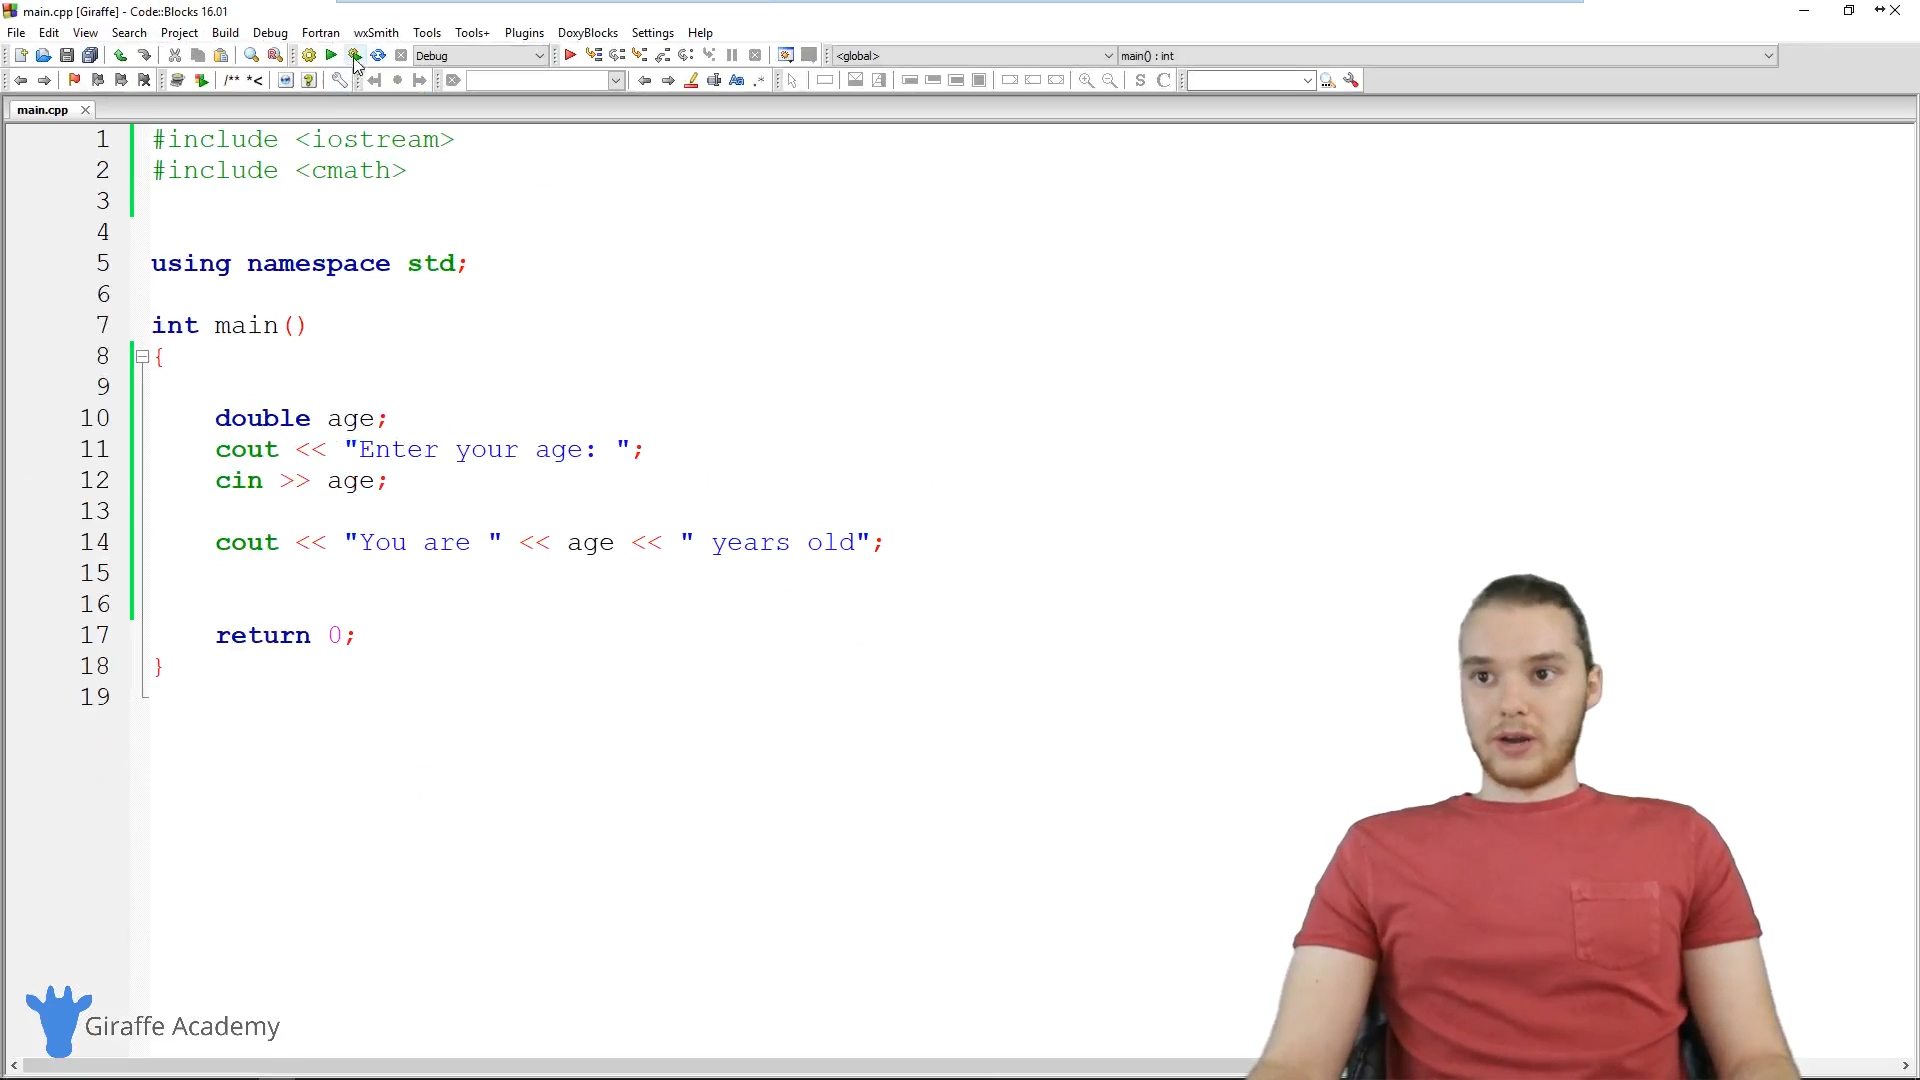 main.cpp [Giraffe] - Code::Blocks 16.01
File Edit View Search Project Build Debug Fortran wxSmith Tools Tools+ Plugins DoxyBlocks Settings Help
Debug <global> main() : int
/** *< Aa .* S C
main.cpp
1 #include <iostream>
2 #include <cmath>
3
4
5 using namespace std;
6
7 int main()
8 {
9
10 double age;
11 cout << "Enter your age: ";
12 cin >> age;
13
14 cout << "You are " << age << " years old";
15
16
17 return 0;
18 }
19
Giraffe Academy